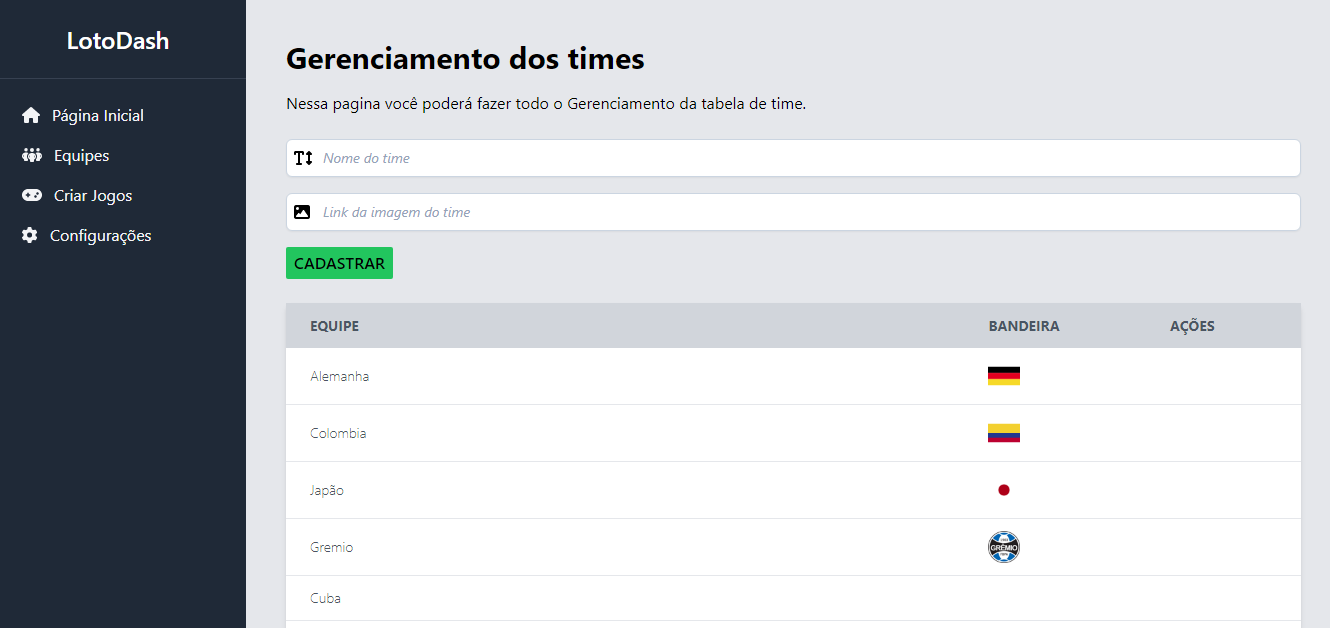 LotoDash
Página Inicial
Equipes
Criar Jogos
Configurações
Gerenciamento dos times
Nessa pagina você poderá fazer todo o Gerenciamento da tabela de time.
Nome do time
Link da imagem do time
CADASTRAR
EQUIPE BANDEIRA AÇÕES
Alemanha
Colombia
Japão
Gremio GRÊMIO
Cuba